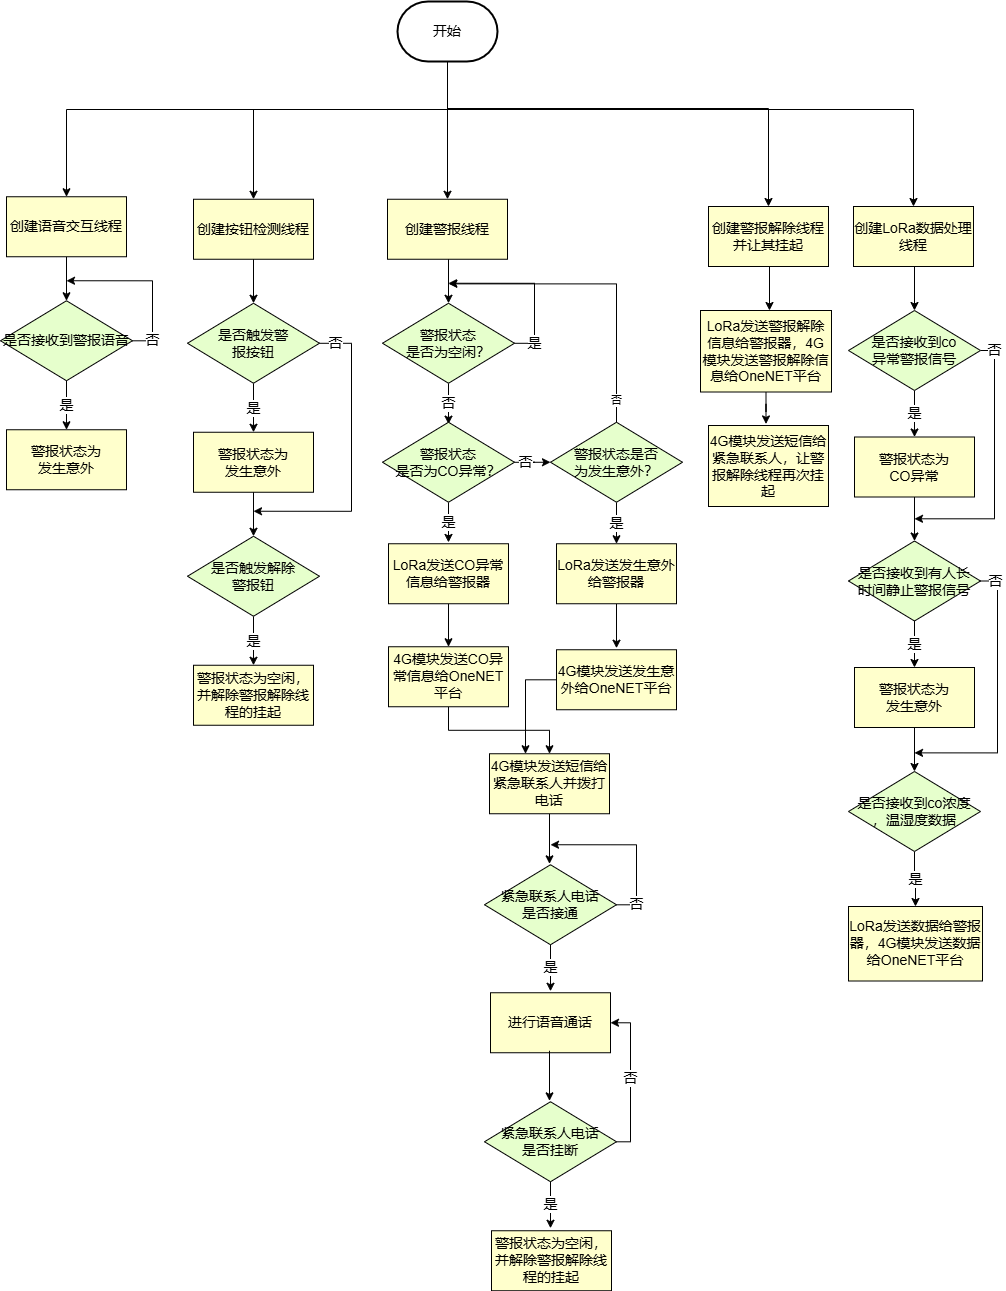 开始
创建语音交互线程
是否接收到警报语音
否
是
警报状态为
发生意外
创建按钮检测线程
是否触发警
报按钮
否
是
警报状态为
发生意外
是否触发解除
警报钮
是
警报状态为空闲，
并解除警报解除线
程的挂起
创建警报线程
警报状态
是否为空闲？
是
否
警报状态
是否为CO异常？
否
是
LoRa发送CO异常
信息给警报器
4G模块发送CO异
常信息给OneNET
平台
否
警报状态是否
为发生意外？
是
LoRa发送发生意外
给警报器
4G模块发送发生意
外给OneNET平台
4G模块发送短信给
紧急联系人并拨打
电话
紧急联系人电话
是否接通
否
是
进行语音通话
否
紧急联系人电话
是否挂断
是
警报状态为空闲，
并解除警报解除线
程的挂起
创建警报解除线程
并让其挂起
LoRa发送警报解除
信息给警报器，4G
模块发送警报解除信
息给OneNET平台
4G模块发送短信给
紧急联系人，让警
报解除线程再次挂
起
创建LoRa数据处理
线程
是否接收到co
异常警报信号
否
是
警报状态为
CO异常
是否接收到有人长
时间静止警报信号
否
是
警报状态为
发生意外
是否接收到co浓度
，温湿度数据
是
LoRa发送数据给警报
器，4G模块发送数据
给OneNET平台